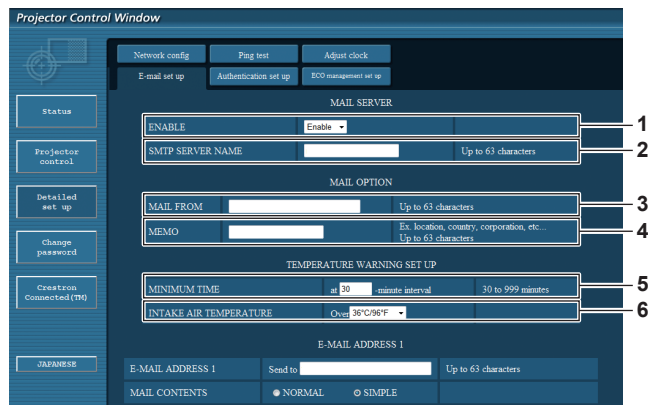 Projector Control Window
Network config Ping test Adjust clock
E-mail set up Authentication set up ECO management set up
Status
Projector control
Detailed set up
Change password
Crestron Connected(TM)
JAPANESE
MAIL SERVER
ENABLE Enable 1
SMTP SERVER NAME Up to 63 characters 2
MAIL OPTION
MAIL FROM Up to 63 characters 3
MEMO Ex. location, country, corporation, etc... 4
Up to 63 characters
TEMPERATURE WARNING SET UP
MINIMUM TIME at 30 -minute interval 30 to 999 minutes 5
INTAKE AIR TEMPERATURE Over 36°C/96°F 6
E-MAIL ADDRESS 1
E-MAIL ADDRESS 1 Send to Up to 63 characters
MAIL CONTENTS NORMAL SIMPLE